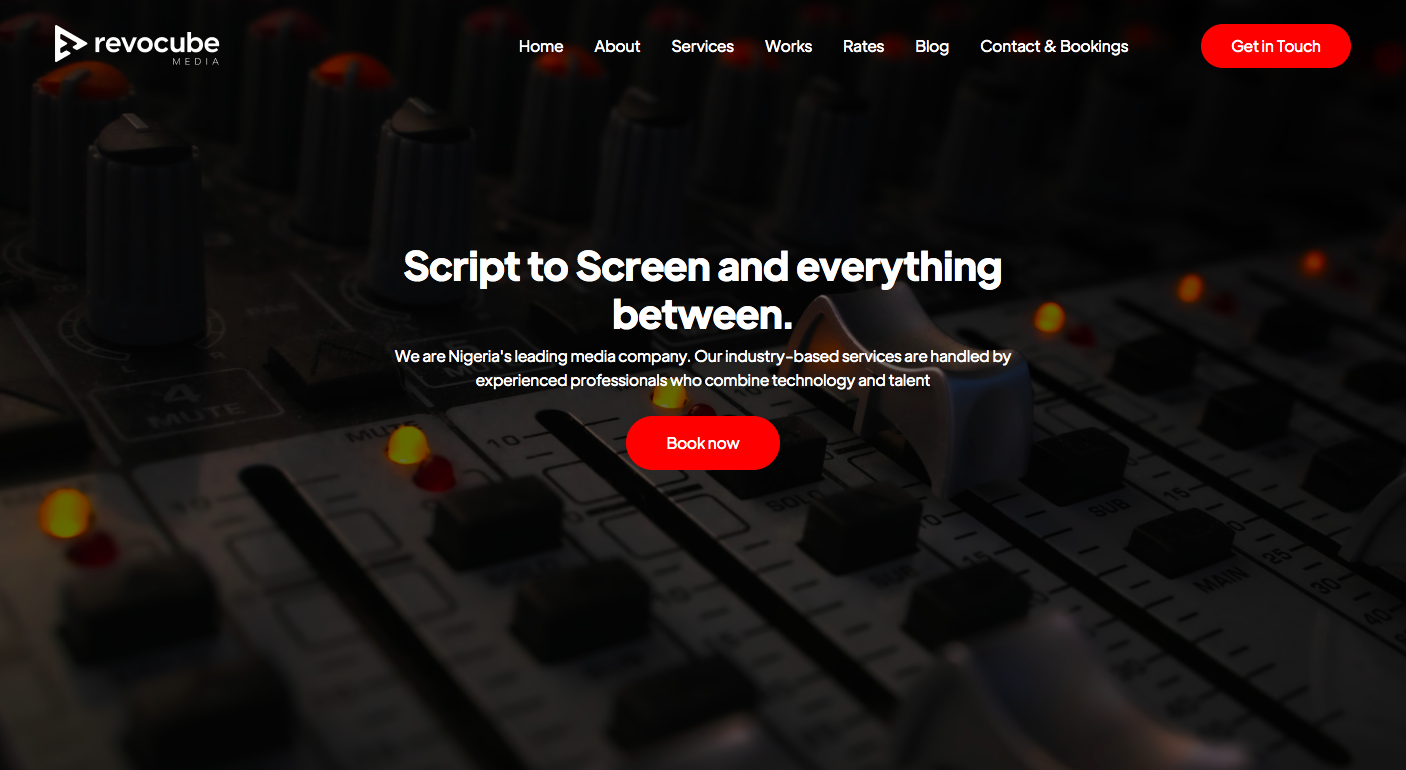 revocube
MEDIA
Home About Services Works Rates Blog Contact & Bookings
Get in Touch
Script to Screen and everything
between.
We are Nigeria's leading media company. Our industry-based services are handled by
experienced professionals who combine technology and talent
Book now
4
MUTE
MUTE
10
SOLO
SUB
15
MAIN
25
30
40